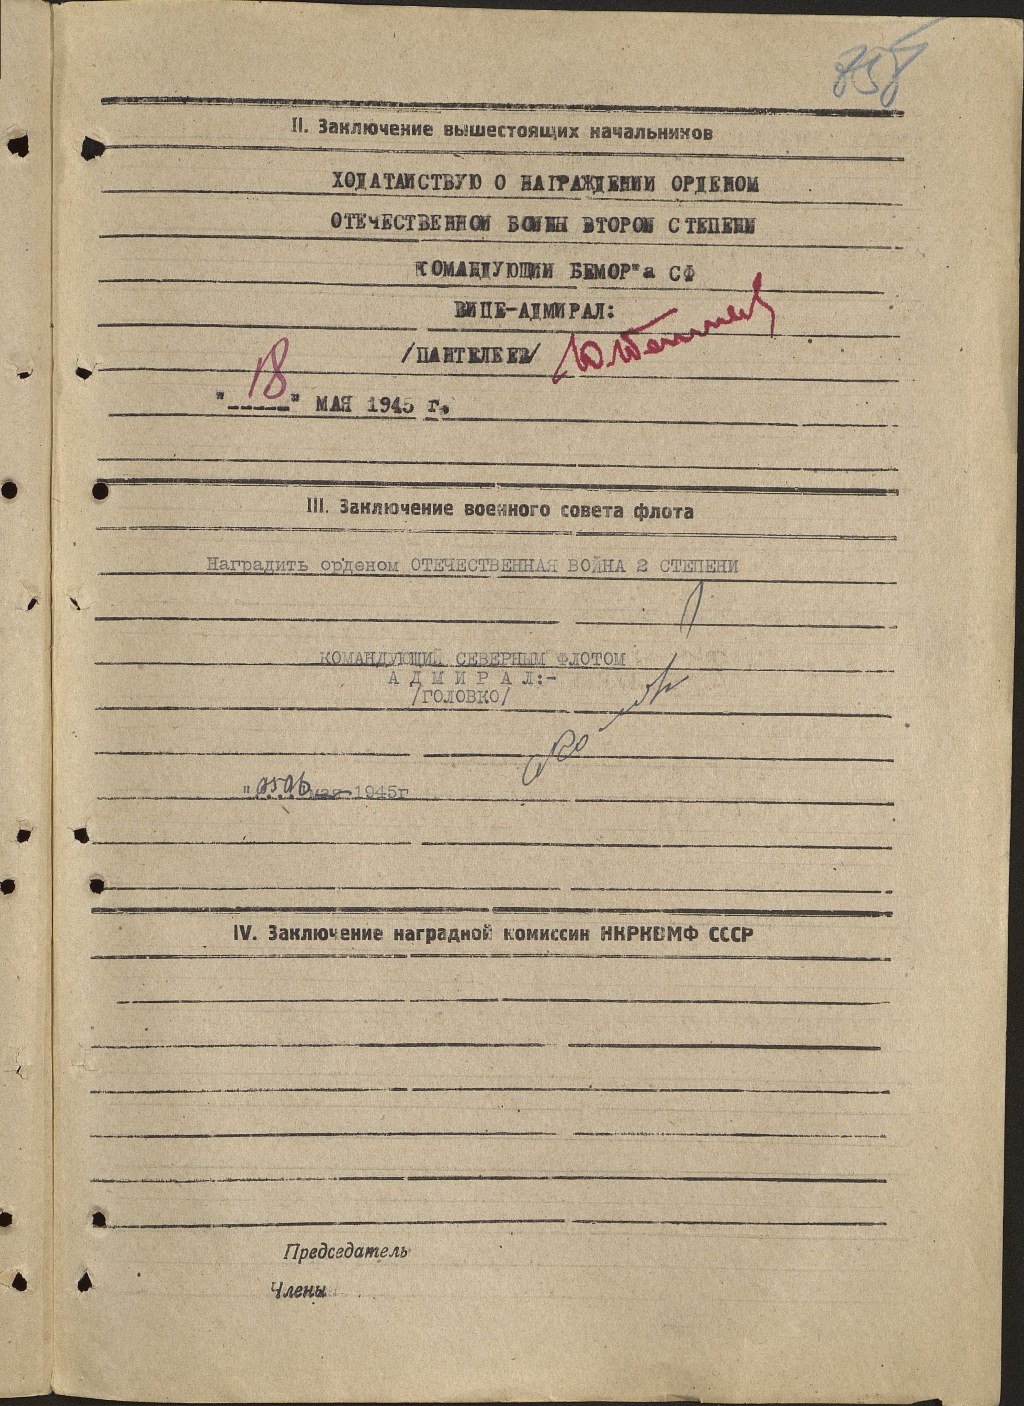 II. Заключение вышестоящих начальников
ХОДАТАЙСТВУЮ О НАГРАЖДЕНИИ ОРДЕНОМ
ОТЕЧЕСТВЕННОЙ ВОЙНЫ ВТОРОЙ СТЕПЕНИ
КОМАНДУЮЩИЙ БЕМОР"а СФ
ВИЦЕ-АДМИРАЛ:
/ПАНТЕЛЕЕВ/
"18" МАЯ 1945 г.
III. Заключение военного совета флота
Наградить орденом ОТЕЧЕСТВЕННАЯ ВОЙНА 2 СТЕПЕНИ
КОМАНДУЮЩИЙ СЕВЕРНЫМ ФЛОТОМ
А Д М И Р А Л:-
/ГОЛОВКО/
мая 1945г
IV. Заключение наградной комиссии НКРКВМФ СССР
Председатель
Члены